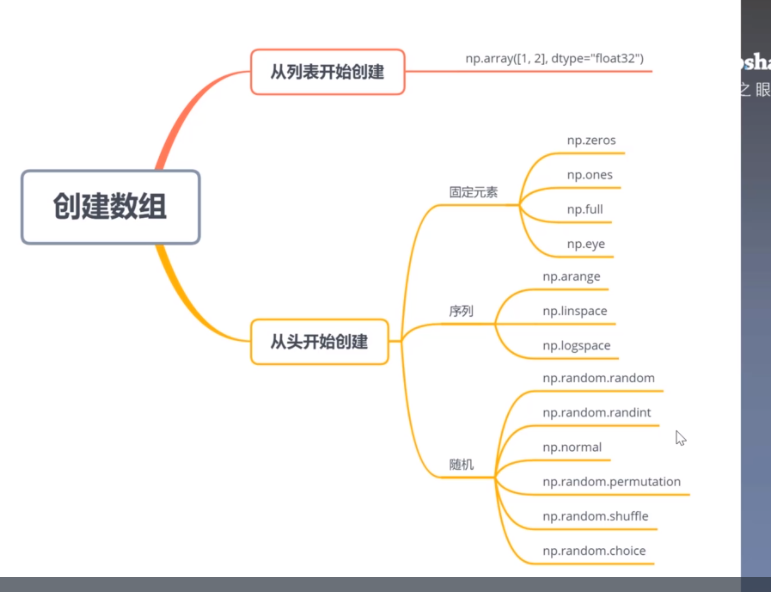 创建数组
从列表开始创建
np.array([1, 2], dtype="float32")
从头开始创建
固定元素
np.zeros
np.ones
np.full
np.eye
序列
np.arange
np.linspace
np.logspace
随机
np.random.random
np.random.randint
np.normal
np.random.permutation
np.random.shuffle
np.random.choice
之眼